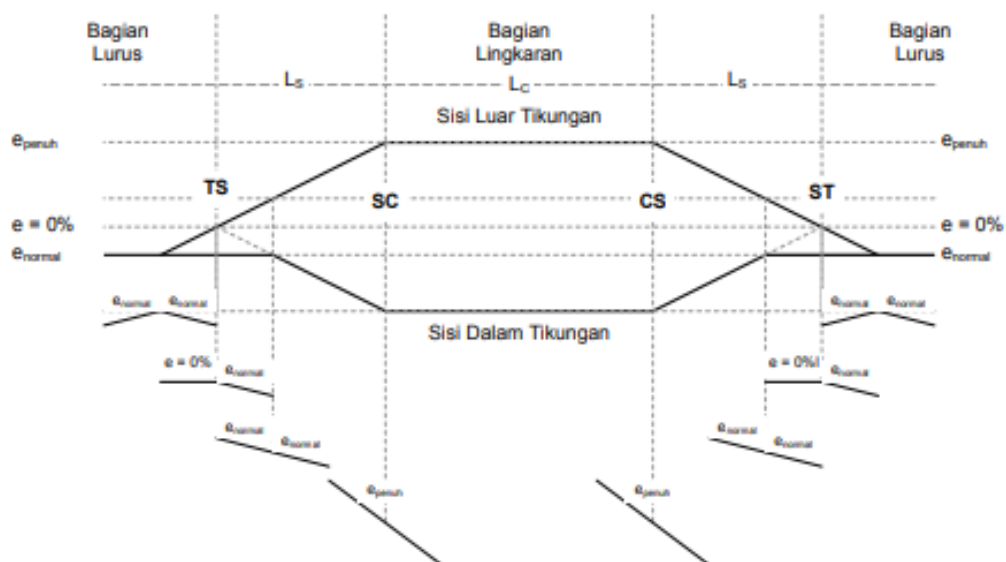 Bagian
Lurus
Bagian
Lingkaran
Bagian
Lurus
Ls
Lc
Ls
Sisi Luar Tikungan
epenuh
epenuh
TS
SC
CS
ST
e = 0%
e = 0%
enormal
enormal
enormal
enormal
enormal
enormal
Sisi Dalam Tikungan
e = 0%
enormal
e = 0%l
enormal
enormal
enormal
enormal
enormal
epenuh
epenuh